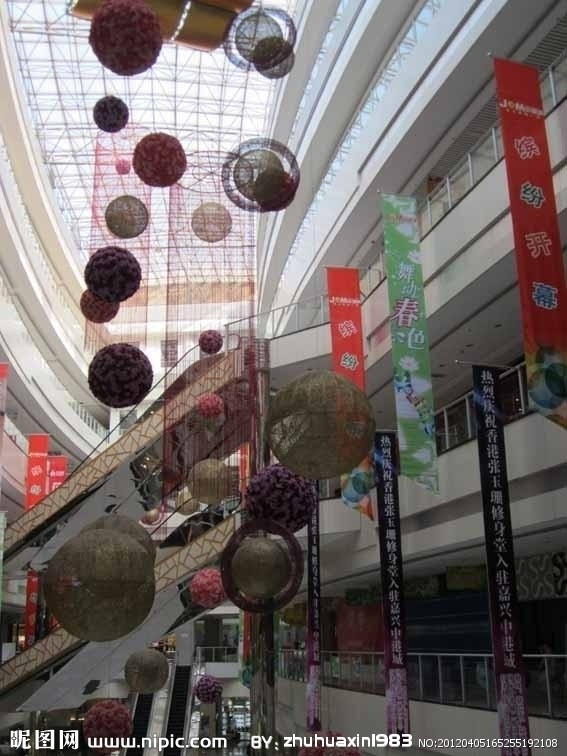 JOMALL
缤纷开幕
舞动春色
缤纷
缤纷
热烈庆祝香港张玉珊修身堂入驻嘉兴中港城
热烈庆祝香港张玉珊修身堂入驻嘉兴中港城
昵图网 www.nipic.com BY: zhuhuaxin1983 NO:20120405165255192108